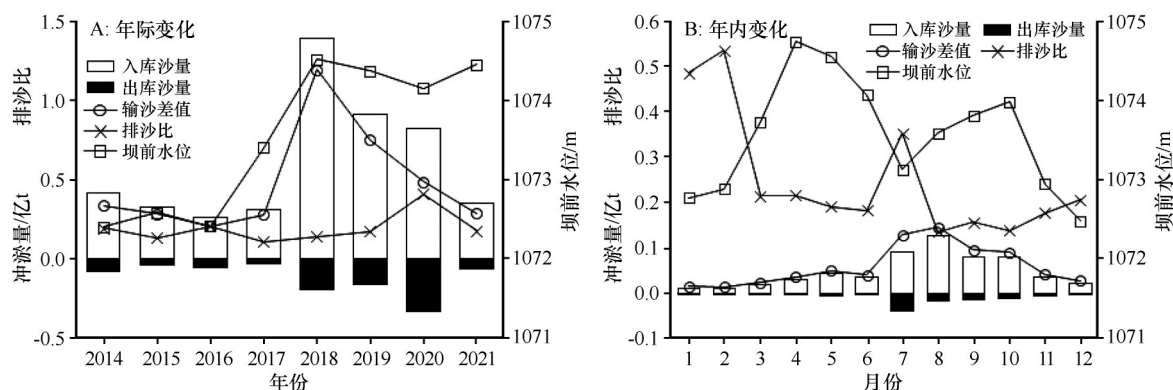 A: 年际变化
入库沙量
出库沙量
输沙差值
排沙比
坝前水位
排沙比
冲淤量/亿t
1.5
1.0
0.5
0.0
-0.5
1075
1074
1073
1072
1071
坝前水位/m
2014 2015 2016 2017 2018 2019 2020 2021
年份
B: 年内变化
入库沙量 出库沙量
输沙差值 排沙比
坝前水位
排沙比
冲淤量/亿t
0.6
0.5
0.4
0.3
0.2
0.1
0.0
-0.1
1075
1074
1073
1072
1071
坝前水位/m
1 2 3 4 5 6 7 8 9 10 11 12
月份